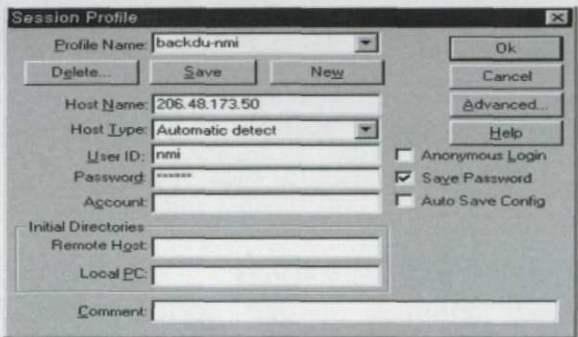 Session Profile
Profile Name: backdu-nmi
Ok
Delete... Save New
Cancel
Host Name: 206.48.173.50
Advanced...
Host Type: Automatic detect
Help
User ID: nmi
Anonymous Login
Password: ******
Save Password
Account:
Auto Save Config
Initial Directories
Remote Host:
Local PC:
Comment: